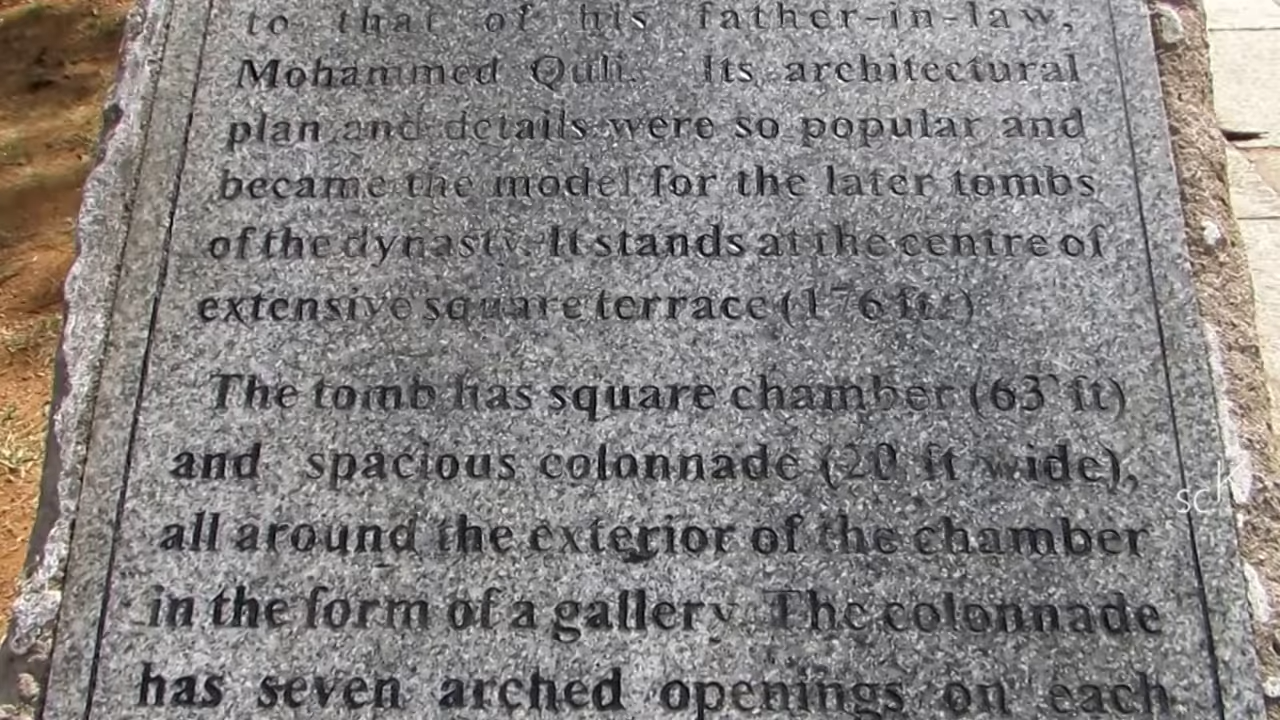 to that of his father-in-law,
Mohammed Quli. Its architectural
plan and details were so popular and
became the model for the later tombs
of the dynasty. It stands at the centre of
extensive square terrace (176
The tomb has square chamber (63 ft)
and spacious colonnade (20 ft wide),
all around the exterior of the chamber
in the form of a gallery The colonnade
has seven arched openings on each
sch